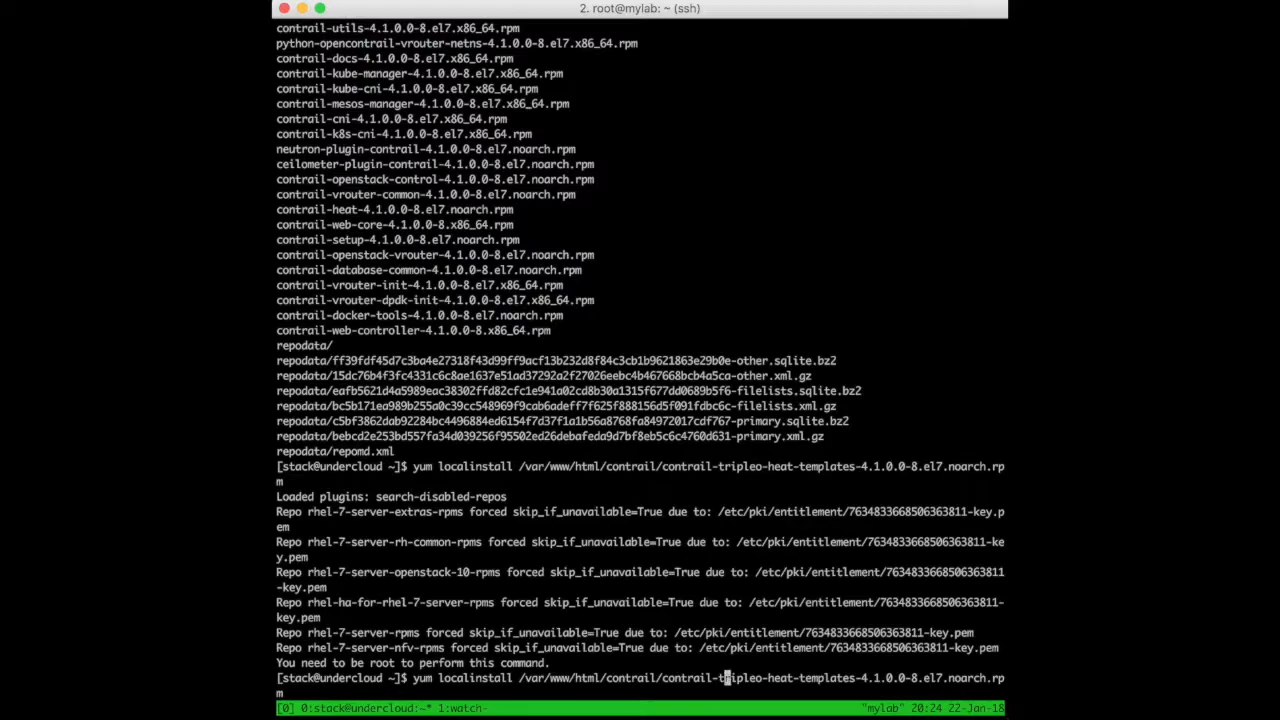 2. root@mylab: ~ (ssh)
contrail-utils-4.1.0.0-8.el7.x86_64.rpm
python-opencontrail-vrouter-netns-4.1.0.0-8.el7.x86_64.rpm
contrail-docs-4.1.0.0-8.el7.x86_64.rpm
contrail-kube-manager-4.1.0.0-8.el7.x86_64.rpm
contrail-kube-cni-4.1.0.0-8.el7.x86_64.rpm
contrail-mesos-manager-4.1.0.0-8.el7.x86_64.rpm
contrail-cni-4.1.0.0-8.el7.x86_64.rpm
contrail-k8s-cni-4.1.0.0-8.el7.x86_64.rpm
neutron-plugin-contrail-4.1.0.0-8.el7.noarch.rpm
ceilometer-plugin-contrail-4.1.0.0-8.el7.noarch.rpm
contrail-openstack-control-4.1.0.0-8.el7.noarch.rpm
contrail-vrouter-common-4.1.0.0-8.el7.noarch.rpm
contrail-heat-4.1.0.0-8.el7.noarch.rpm
contrail-web-core-4.1.0.0-8.x86_64.rpm
contrail-setup-4.1.0.0-8.el7.noarch.rpm
contrail-openstack-vrouter-4.1.0.0-8.el7.noarch.rpm
contrail-database-common-4.1.0.0-8.el7.noarch.rpm
contrail-vrouter-init-4.1.0.0-8.el7.x86_64.rpm
contrail-vrouter-dpdk-init-4.1.0.0-8.el7.x86_64.rpm
contrail-docker-tools-4.1.0.0-8.el7.noarch.rpm
contrail-web-controller-4.1.0.0-8.x86_64.rpm
repodata/
repodata/ff39fdf45d7c3ba4e27318f43d99ff9acf13b232d8f84c3cb1b9621863e29b0e-other.sqlite.bz2
repodata/15dc76b4f3fc4331c6c8ae1637e51ad37292a2f27026eebc4b467668bcb4a5ca-other.xml.gz
repodata/eafb5621d4a5989eac38302ffd82cfc1e941a02cd8b30a1315f677dd0689b5f6-filelists.sqlite.bz2
repodata/bc5b171ea989b255a0c39cc548969f9cab6adeff7f625f888156d5f091fdbc6c-filelists.xml.gz
repodata/c5bf3862dab92284bc4496884ed6154f7d37f1a1b56a8768fa84972017cdf767-primary.sqlite.bz2
repodata/bebcd2e253bd557fa34d039256f95502ed26debafeda9d7bf8eb5c6c4760d631-primary.xml.gz
repodata/repomd.xml
[stack@undercloud ~]$ yum localinstall /var/www/html/contrail/contrail-tripleo-heat-templates-4.1.0.0-8.el7.noarch.rp
m
Loaded plugins: search-disabled-repos
Repo rhel-7-server-extras-rpms forced skip_if_unavailable=True due to: /etc/pki/entitlement/7634833668506363811-key.p
em
Repo rhel-7-server-rh-common-rpms forced skip_if_unavailable=True due to: /etc/pki/entitlement/7634833668506363811-ke
y.pem
Repo rhel-7-server-openstack-10-rpms forced skip_if_unavailable=True due to: /etc/pki/entitlement/7634833668506363811
-key.pem
Repo rhel-ha-for-rhel-7-server-rpms forced skip_if_unavailable=True due to: /etc/pki/entitlement/7634833668506363811-
key.pem
Repo rhel-7-server-rpms forced skip_if_unavailable=True due to: /etc/pki/entitlement/7634833668506363811-key.pem
Repo rhel-7-server-nfv-rpms forced skip_if_unavailable=True due to: /etc/pki/entitlement/7634833668506363811-key.pem
You need to be root to perform this command.
[stack@undercloud ~]$ yum localinstall /var/www/html/contrail/contrail-tripleo-heat-templates-4.1.0.0-8.el7.noarch.rp
m
[0] 0:stack@undercloud:~* 1:watch- "mylab" 20:24 22-Jan-18